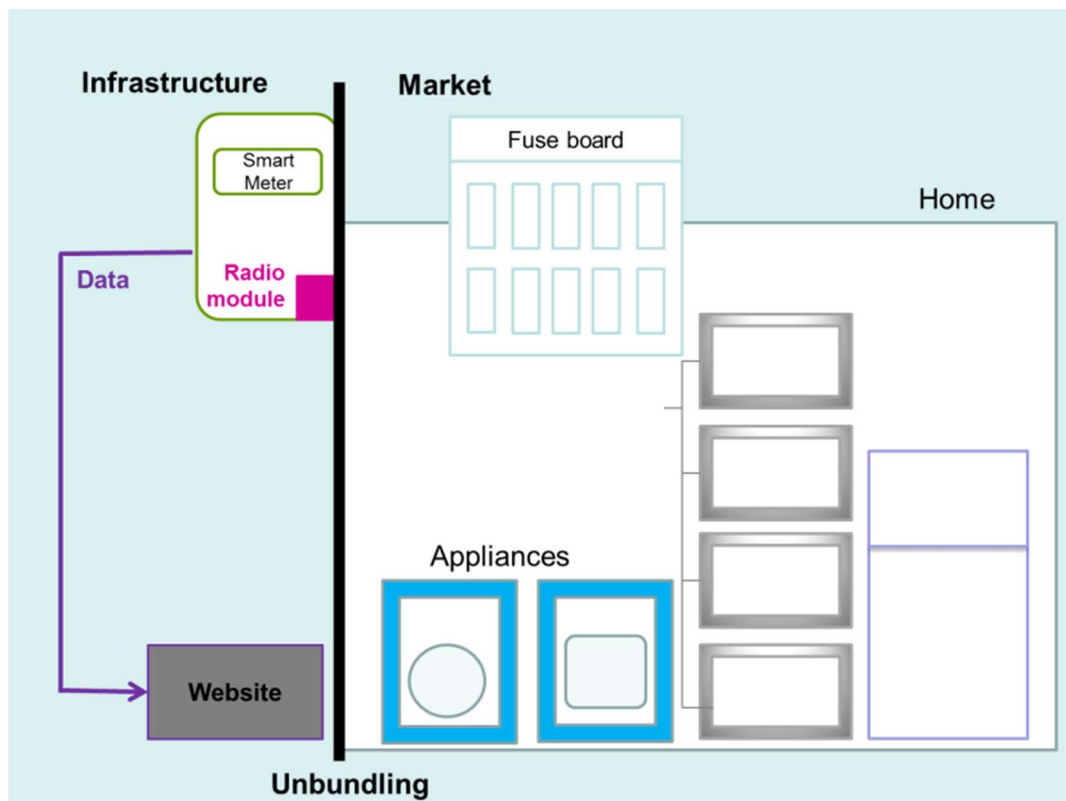 Infrastructure
Market
Fuse board
Smart
Meter
Home
Data
Radio
module
Appliances
Website
Unbundling